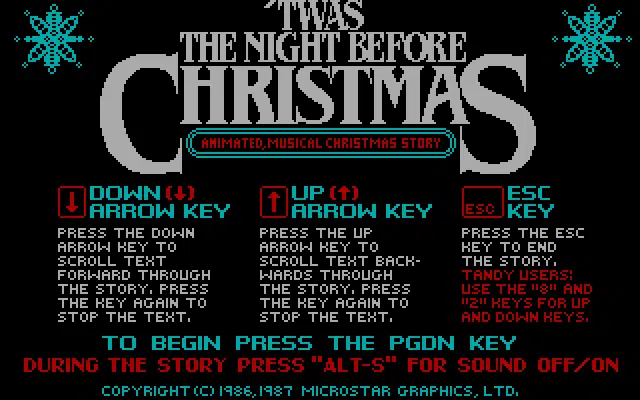 'TWAS
THE NIGHT BEFORE
CHRISTMAS
ANIMATED, MUSICAL CHRISTMAS STORY
↓ DOWN (↓)
ARROW KEY
PRESS THE DOWN
ARROW KEY TO
SCROLL TEXT
FORWARD THROUGH
THE STORY. PRESS
THE KEY AGAIN TO
STOP THE TEXT.
↑ UP (↑)
ARROW KEY
PRESS THE UP
ARROW KEY TO
SCROLL TEXT BACK-
WARDS THROUGH
THE STORY. PRESS
THE KEY AGAIN TO
STOP THE TEXT.
ESC ESC
KEY
PRESS THE ESC
KEY TO END
THE STORY.
TANDY USERS:
USE THE "8" AND
"2" KEYS FOR UP
AND DOWN KEYS.
TO BEGIN PRESS THE PGDN KEY
DURING THE STORY PRESS "ALT-S" FOR SOUND OFF/ON
COPYRIGHT (C) 1986,1987 MICROSTAR GRAPHICS, LTD.